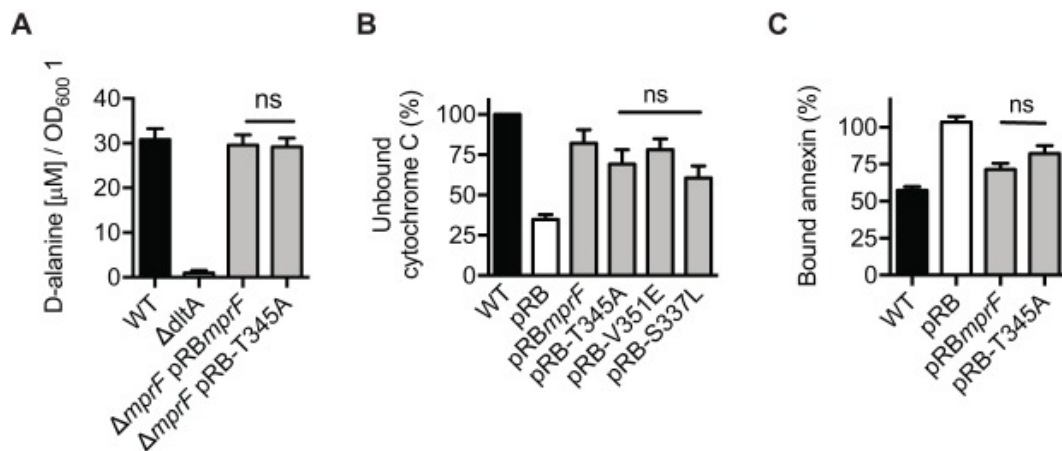 A
D-alanine [µM] / OD600 1
40
30
20
10
0
ns
WT
ΔdltA
ΔmprF pRBmprF
ΔmprF pRB-T345A
B
Unbound
cytochrome C (%)
100
75
50
25
0
ns
WT
pRB
pRBmprF
pRB-T345A
pRB-V351E
pRB-S337L
C
Bound annexin (%)
100
75
50
25
0
ns
WT
pRB
pRBmprF
pRB-T345A